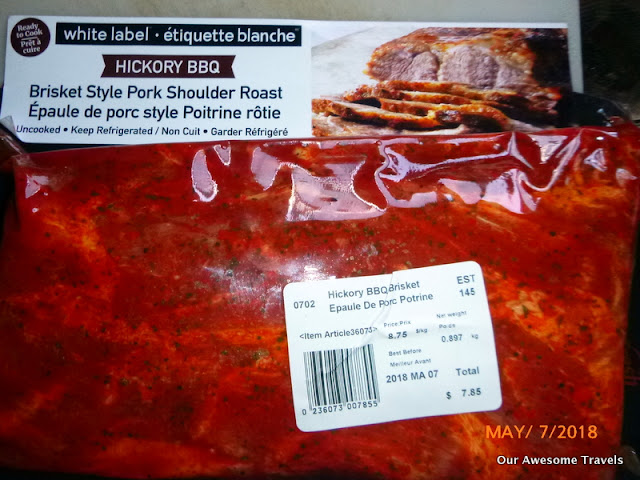 Ready to Cook
Prêt à cuire
white label • étiquette blanche
HICKORY BBQ
Brisket Style Pork Shoulder Roast
Épaule de porc style Poitrine rôtie
Uncooked • Keep Refrigerated / Non Cuit • Garder Réfrigéré
0702 Hickory BBQ Brisket EST
Epaule De Porc Potrine 145
<item Article36073> Price Prix Net weight
8.75 $/kg 0.897 kg
Best Before
Meilleur Avant
2018 MA 07 Total
0 236073 007855 $ 7.85
MAY/ 7/2018
Our Awesome Travels